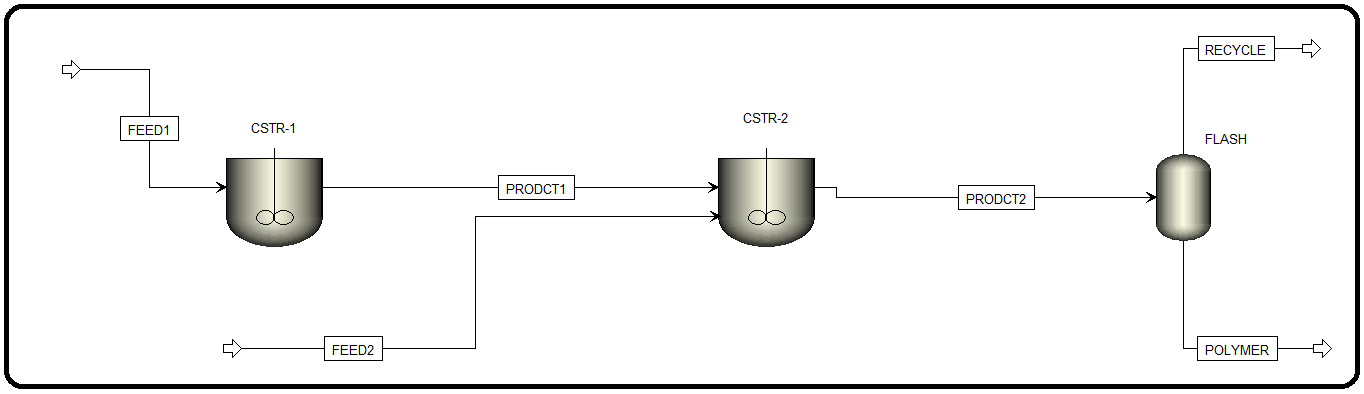 RECYCLE
FEED1
CSTR-1
CSTR-2
FLASH
PRODCT1
PRODCT2
FEED2
POLYMER